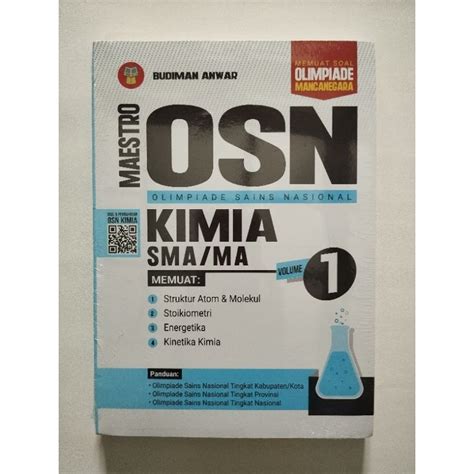 BUDIMAN ANWAR
MEMUAT SOAL
OLIMPIADE
MANCANEGARA
MAESTRO
OSN
OLIMPIADE SAINS NASIONAL
OSN KIMIA
KIMIA
SMA/MA
VOLUME 1
MEMUAT:
1 Struktur Atom & Molekul
2 Stoikiometri
3 Energetika
4 Kinetika Kimia
Panduan:
• Olimpiade Sains Nasional Tingkat Kabupaten/Kota
• Olimpiade Sains Nasional Tingkat Provinsi
• Olimpiade Sains Nasional Tingkat Nasional